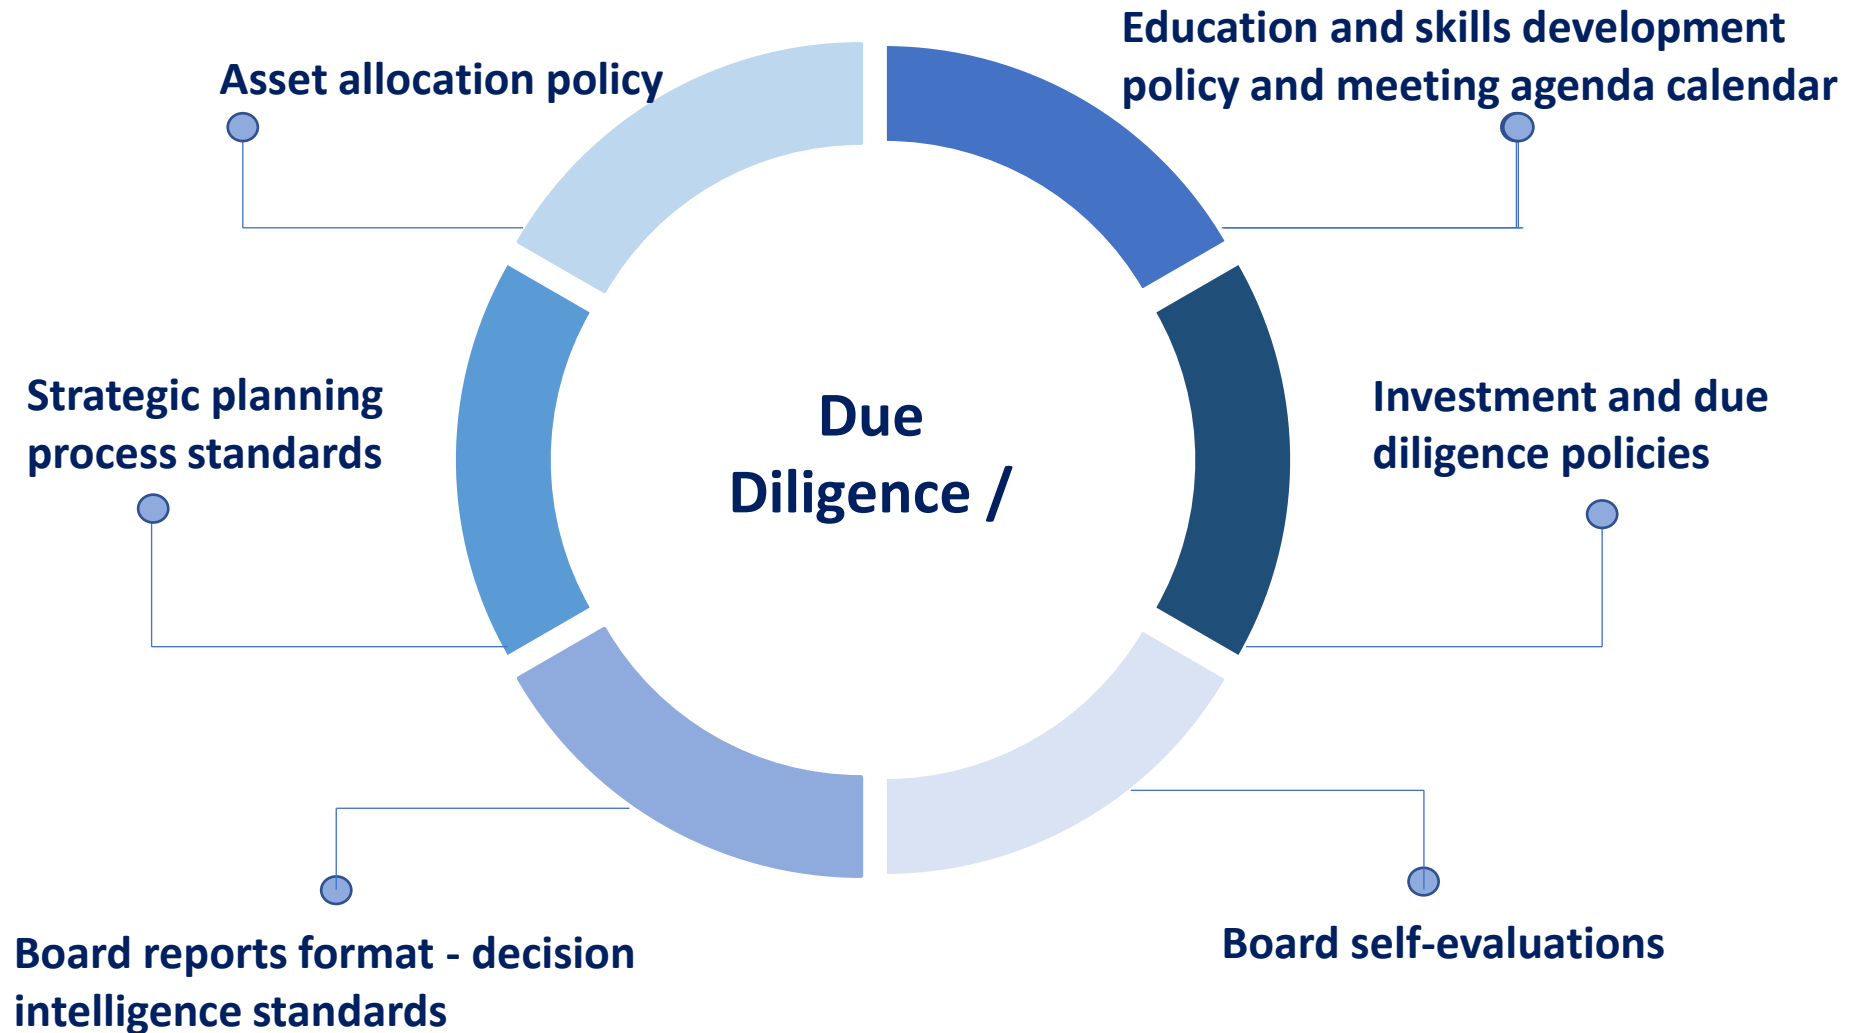 Asset allocation policy
Education and skills development
policy and meeting agenda calendar
Strategic planning
process standards
Due
Diligence /
Investment and due
diligence policies
Board reports format - decision
intelligence standards
Board self-evaluations